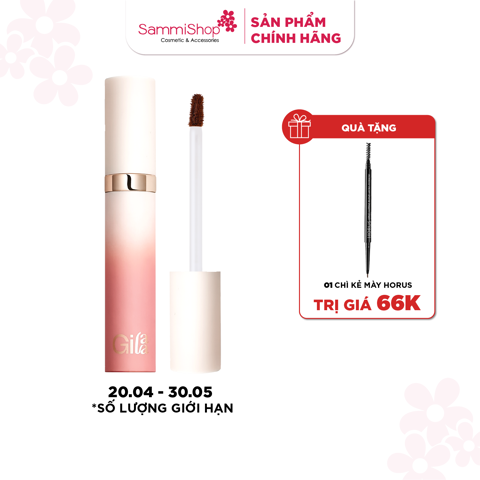 SammiShop
Cosmetic & Accessories
SẢN PHẨM
CHÍNH HÃNG
QUÀ TẶNG
01 CHÌ KẺ MÀY HORUS
TRỊ GIÁ 66K
Gilaa
20.04 - 30.05
*SỐ LƯỢNG GIỚI HẠN